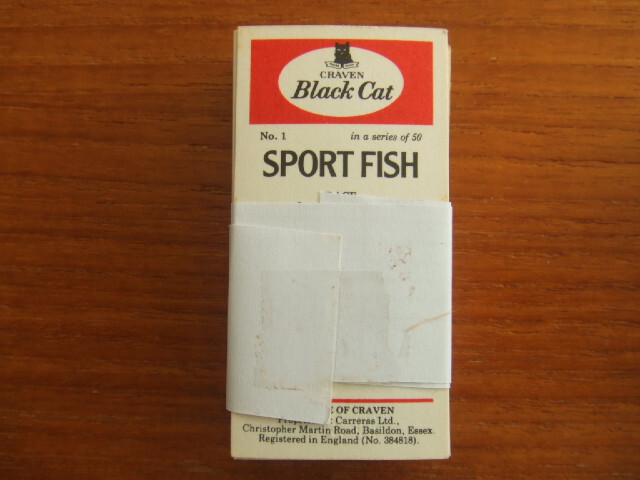 CRAVEN
Black Cat
No. 1 in a series of 50
SPORT FISH
OF CRAVEN
Carreras Ltd.,
Christopher Martin Road, Basildon, Essex.
Registered in England (No. 384818).